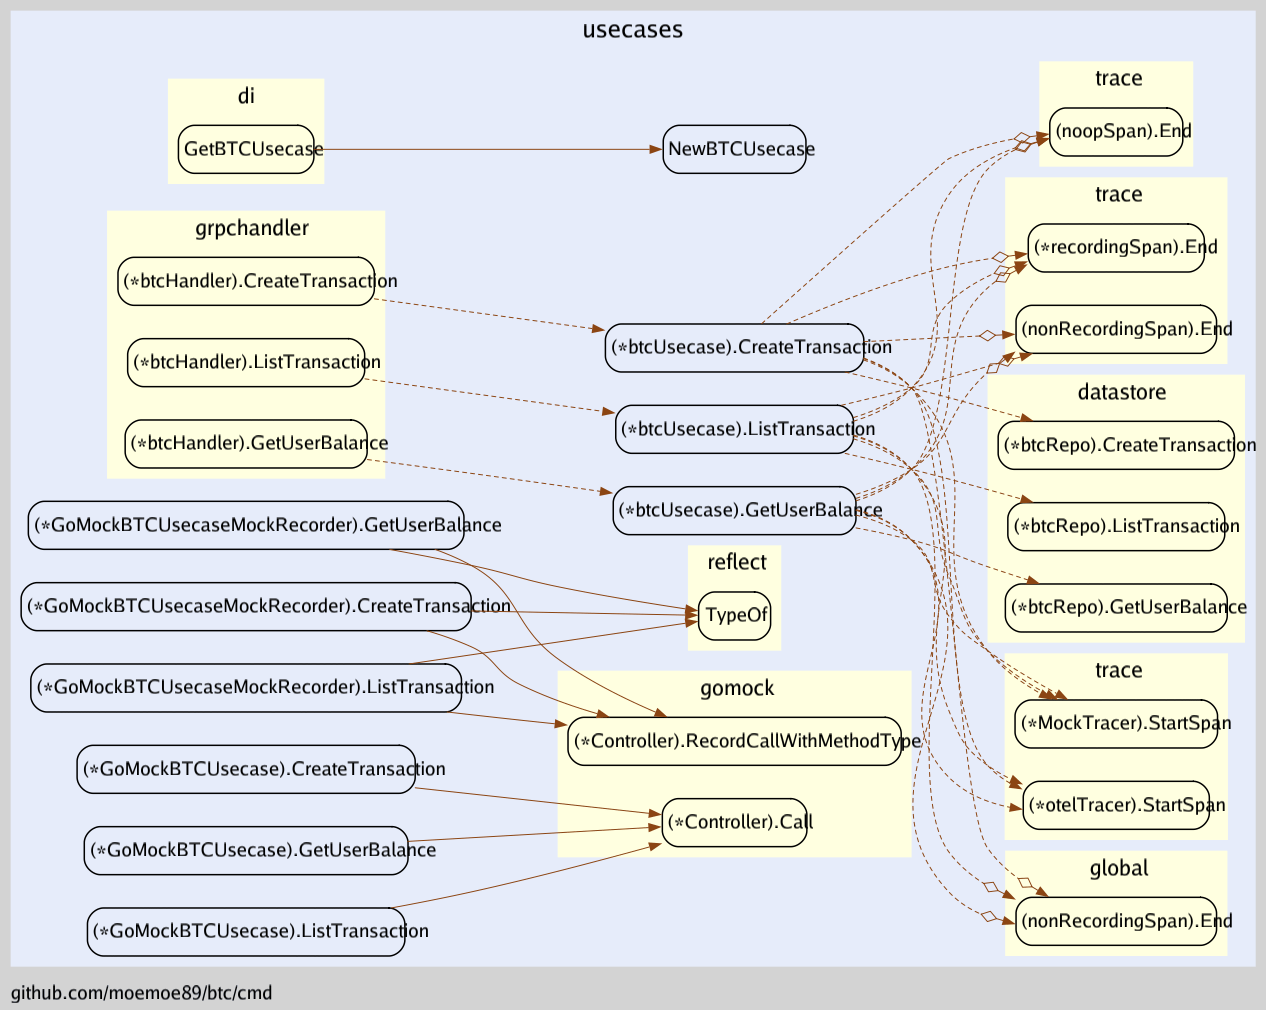 usecases
di
GetBTCUsecase
NewBTCUsecase
grpchandler
(*btcHandler).CreateTransaction
(*btcHandler).ListTransaction
(*btcHandler).GetUserBalance
(*GoMockBTCUsecaseMockRecorder).GetUserBalance
(*GoMockBTCUsecaseMockRecorder).CreateTransaction
(*GoMockBTCUsecaseMockRecorder).ListTransaction
(*GoMockBTCUsecase).CreateTransaction
(*GoMockBTCUsecase).GetUserBalance
(*GoMockBTCUsecase).ListTransaction
(*btcUsecase).CreateTransaction
(*btcUsecase).ListTransaction
(*btcUsecase).GetUserBalance
reflect
TypeOf
gomock
(*Controller).RecordCallWithMethodType
(*Controller).Call
trace
(noopSpan).End
trace
(*recordingSpan).End
(nonRecordingSpan).End
datastore
(*btcRepo).CreateTransaction
(*btcRepo).ListTransaction
(*btcRepo).GetUserBalance
trace
(*MockTracer).StartSpan
(*otelTracer).StartSpan
global
(nonRecordingSpan).End
github.com/moemoe89/btc/cmd